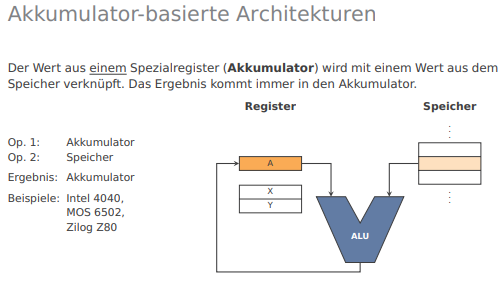 Akkumulator-basierte Architekturen
Der Wert aus einem Spezialregister (Akkumulator) wird mit einem Wert aus dem
Speicher verknüpft. Das Ergebnis kommt immer in den Akkumulator.
Register
Speicher
Op. 1: Akkumulator
Op. 2: Speicher
Ergebnis: Akkumulator
Beispiele: Intel 4040,
MOS 6502,
Zilog Z80
A
X
Y
ALU